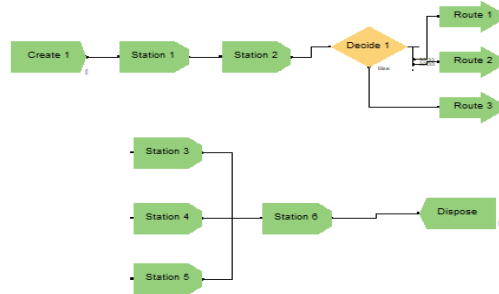 Route 1
Create 1
Station 1
Station 2
Decide 1
Route 2
Else
Route 3
Station 3
Station 4
Station 6
Dispose
Station 5